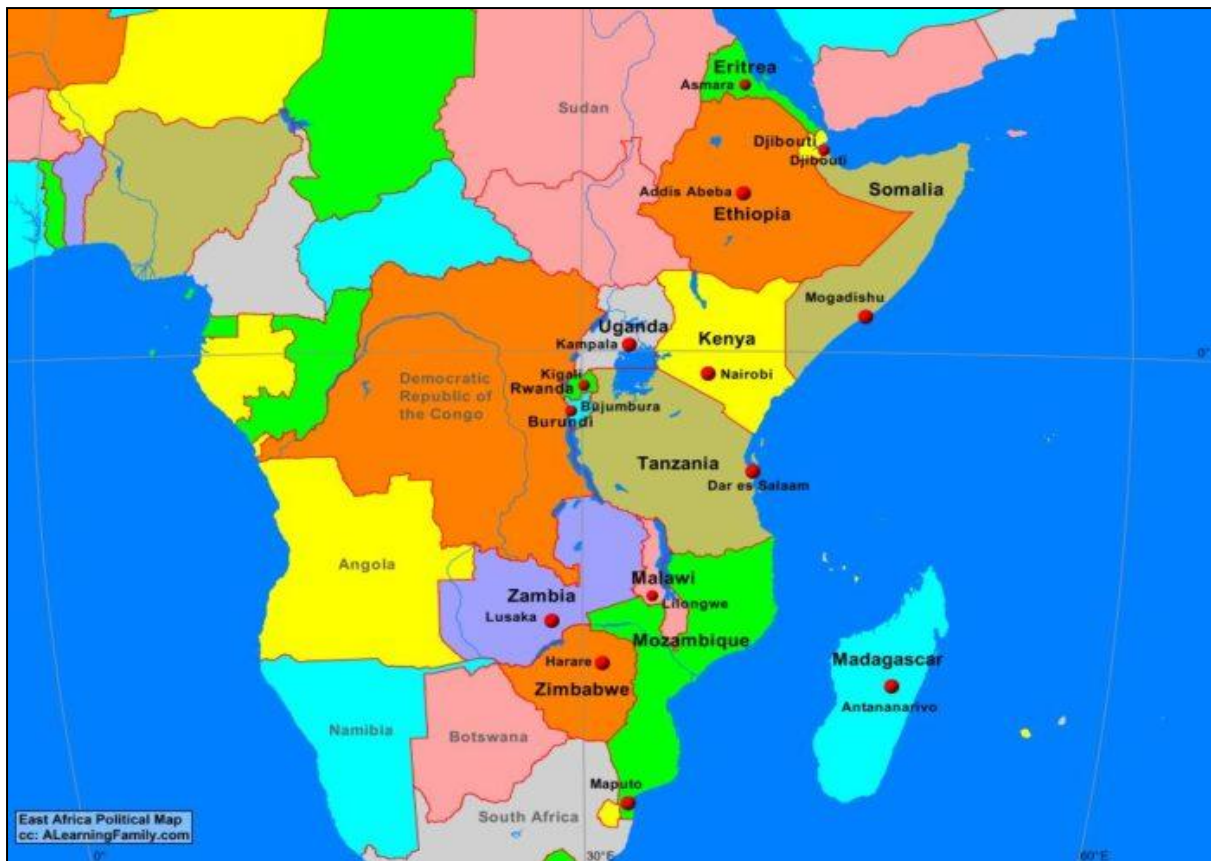 Eritrea
Asmara
Sudan
Djibouti
Djibouti
Somalia
Addis Abeba
Ethiopia
Mogadishu
Uganda
Kampala
Kenya
0°
Kigali
Nairobi
Rwanda
Democratic
Republic of
the Congo
Bujumbura
Burundi
Tanzania
Dar es Salaam
Angola
Malawi
Zambia
Lilongwe
Lusaka
Mozambique
Harare
Madagascar
Zimbabwe
Antananarivo
Namibia
Botswana
Maputo
South Africa
East Africa Political Map
cc: ALearningFamily.com
0°
30°E
60°E